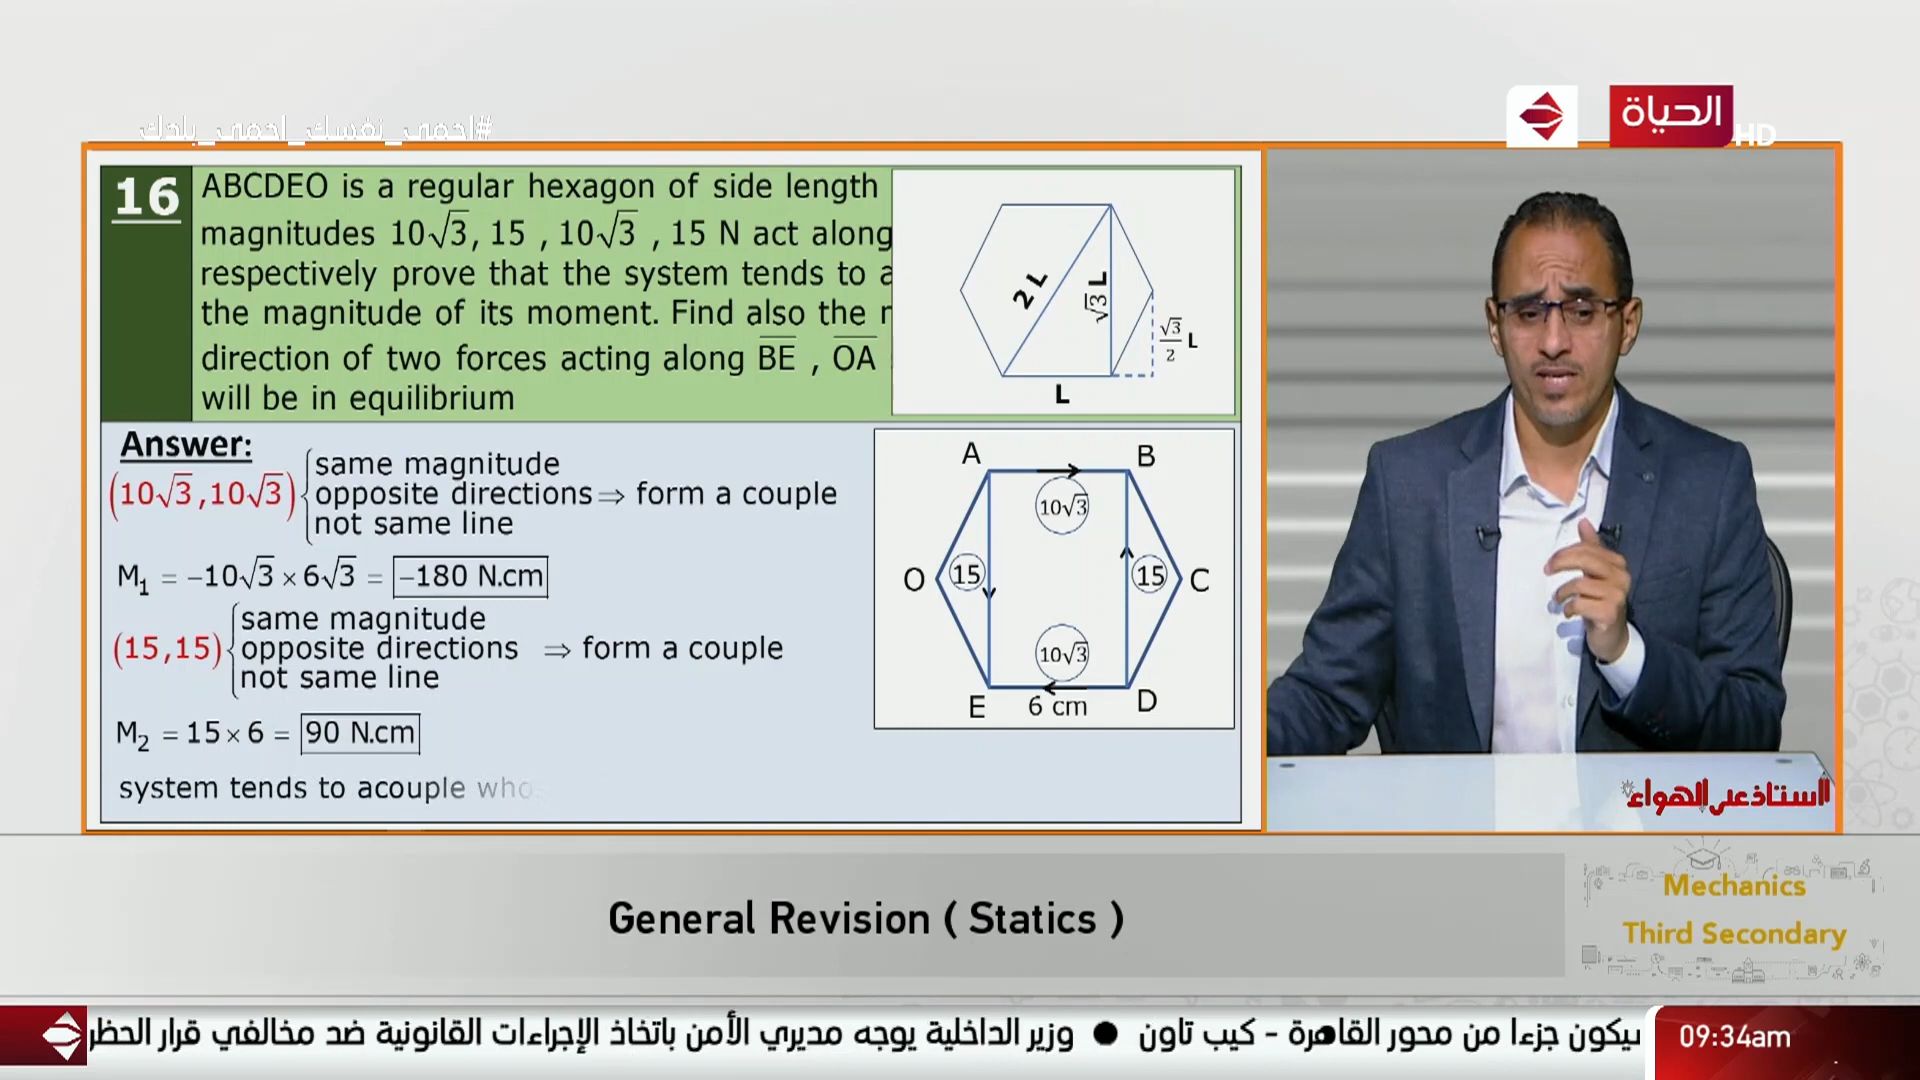 #احمي_نفسك_احمي_بلدك
الحياة
HD
16
ABCDEO is a regular hexagon of side length
magnitudes 10√3, 15 , 10√3 , 15 N act along
respectively prove that the system tends to a
the magnitude of its moment. Find also the
direction of two forces acting along BE , OA
will be in equilibrium
2 L
√3 L
√3/2 L
L
Answer:
(10√3,10√3) { same magnitude
opposite directions ⇒ form a couple
not same line
M₁ = −10√3 × 6√3 = −180 N.cm
(15,15) { same magnitude
opposite directions ⇒ form a couple
not same line
M₂ = 15 × 6 = 90 N.cm
system tends to acouple who
A B
10√3
O 15 15 C
10√3
E 6 cm D
أستاذ على الهواء
General Revision ( Statics )
Mechanics
Third Secondary
سيكون جزءا من محور القاهرة - كيب تاون ● وزير الداخلية يوجه مديري الأمن باتخاذ الإجراءات القانونية ضد مخالفي قرار الحظر
09:34am